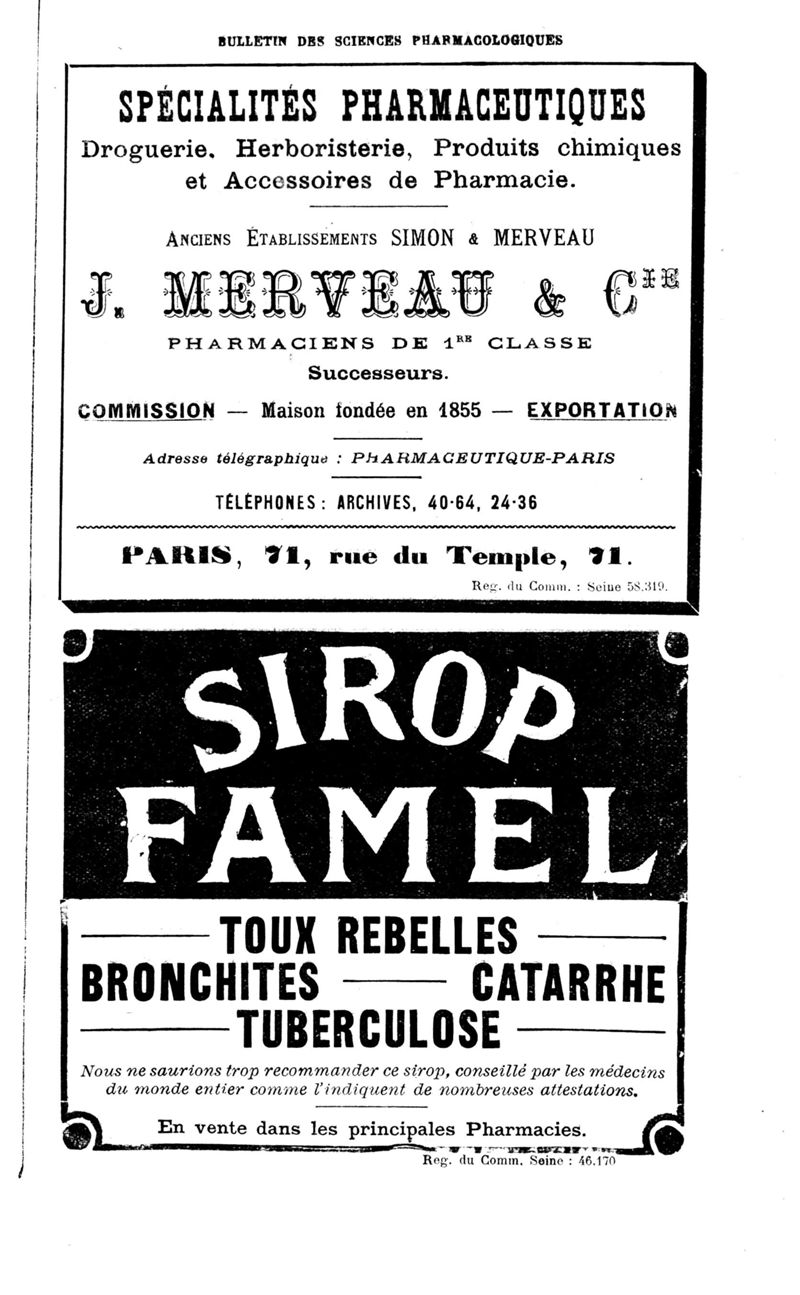 BULLETIN DES SCIENCES PHARMACOLOGIQUES
SPÉCIALITÉS PHARMACEUTIQUES
Droguerie. Herboristerie, Produits chimiques
et Accessoires de Pharmacie.
ANCIENS ÉTABLISSEMENTS SIMON & MERVEAU
J. MERVEAU & CIE
PHARMACIENS DE 1RE CLASSE
Successeurs.
COMMISSION — Maison fondée en 1855 — EXPORTATION
Adresse télégraphique : PHARMACEUTIQUE-PARIS
TÉLÉPHONES : ARCHIVES, 40-64, 24-36
PARIS, 71, rue du Temple, 71.
Reg. du Comm. : Seine 58.319.
SIROP
FAMEL
TOUX REBELLES
BRONCHITES — CATARRHE
TUBERCULOSE
Nous ne saurions trop recommander ce sirop, conseillé par les médecins
du monde entier comme l'indiquent de nombreuses attestations.
En vente dans les principales Pharmacies.
Reg. du Comm. Seine : 46.170